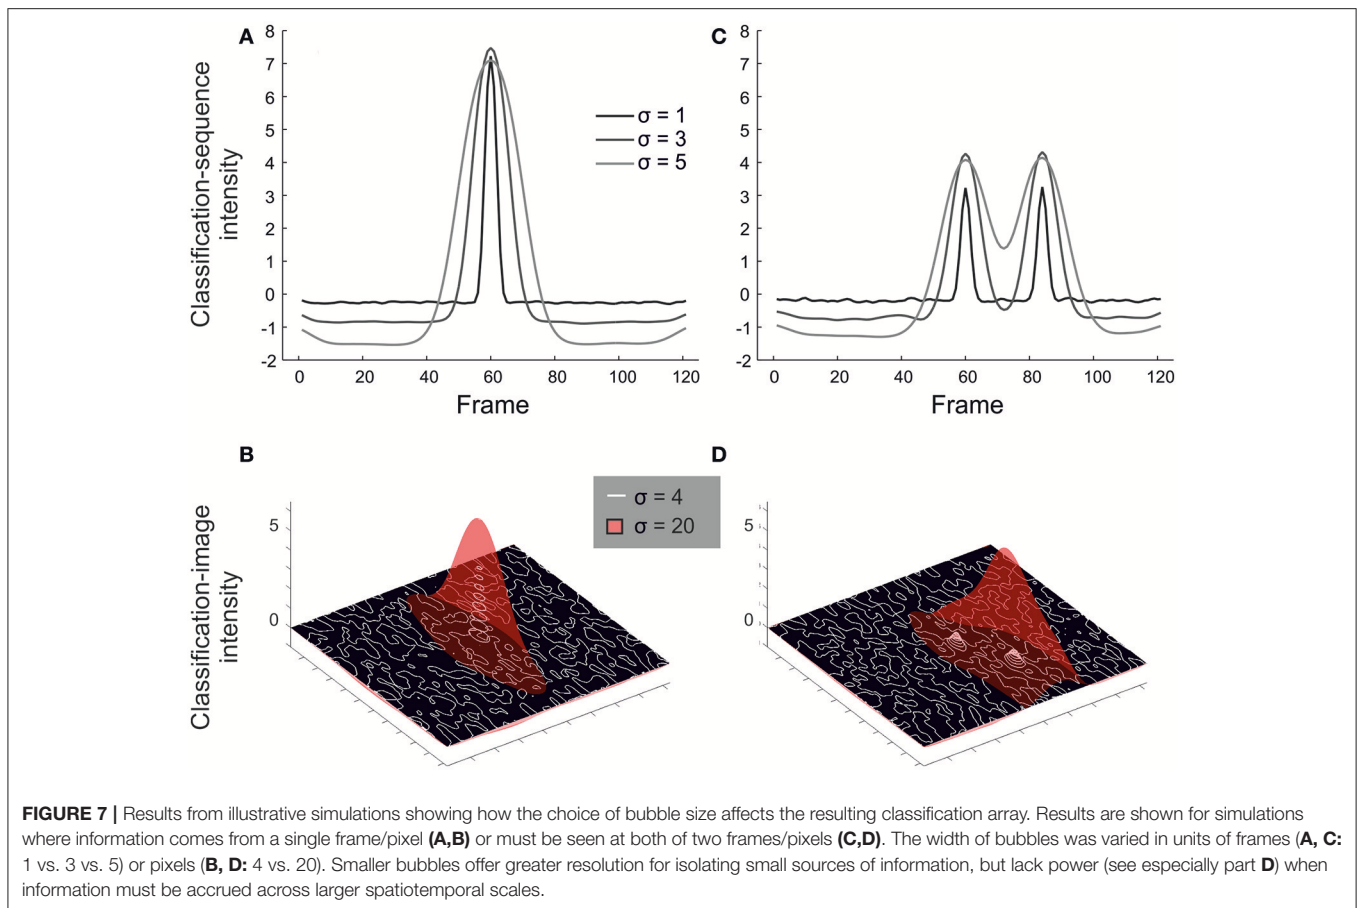 A
C
Classification-sequence
intensity
8
7
6
5
4
3
2
1
0
-1
-2
0 20 40 60 80 100 120
Frame
σ = 1
σ = 3
σ = 5
8
7
6
5
4
3
2
1
0
-1
-2
0 20 40 60 80 100 120
Frame
B
D
Classification-image
intensity
5
0
σ = 4
σ = 20
5
0
FIGURE 7 | Results from illustrative simulations showing how the choice of bubble size affects the resulting classification array. Results are shown for simulations
where information comes from a single frame/pixel (A,B) or must be seen at both of two frames/pixels (C,D). The width of bubbles was varied in units of frames (A, C:
1 vs. 3 vs. 5) or pixels (B, D: 4 vs. 20). Smaller bubbles offer greater resolution for isolating small sources of information, but lack power (see especially part D) when
information must be accrued across larger spatiotemporal scales.